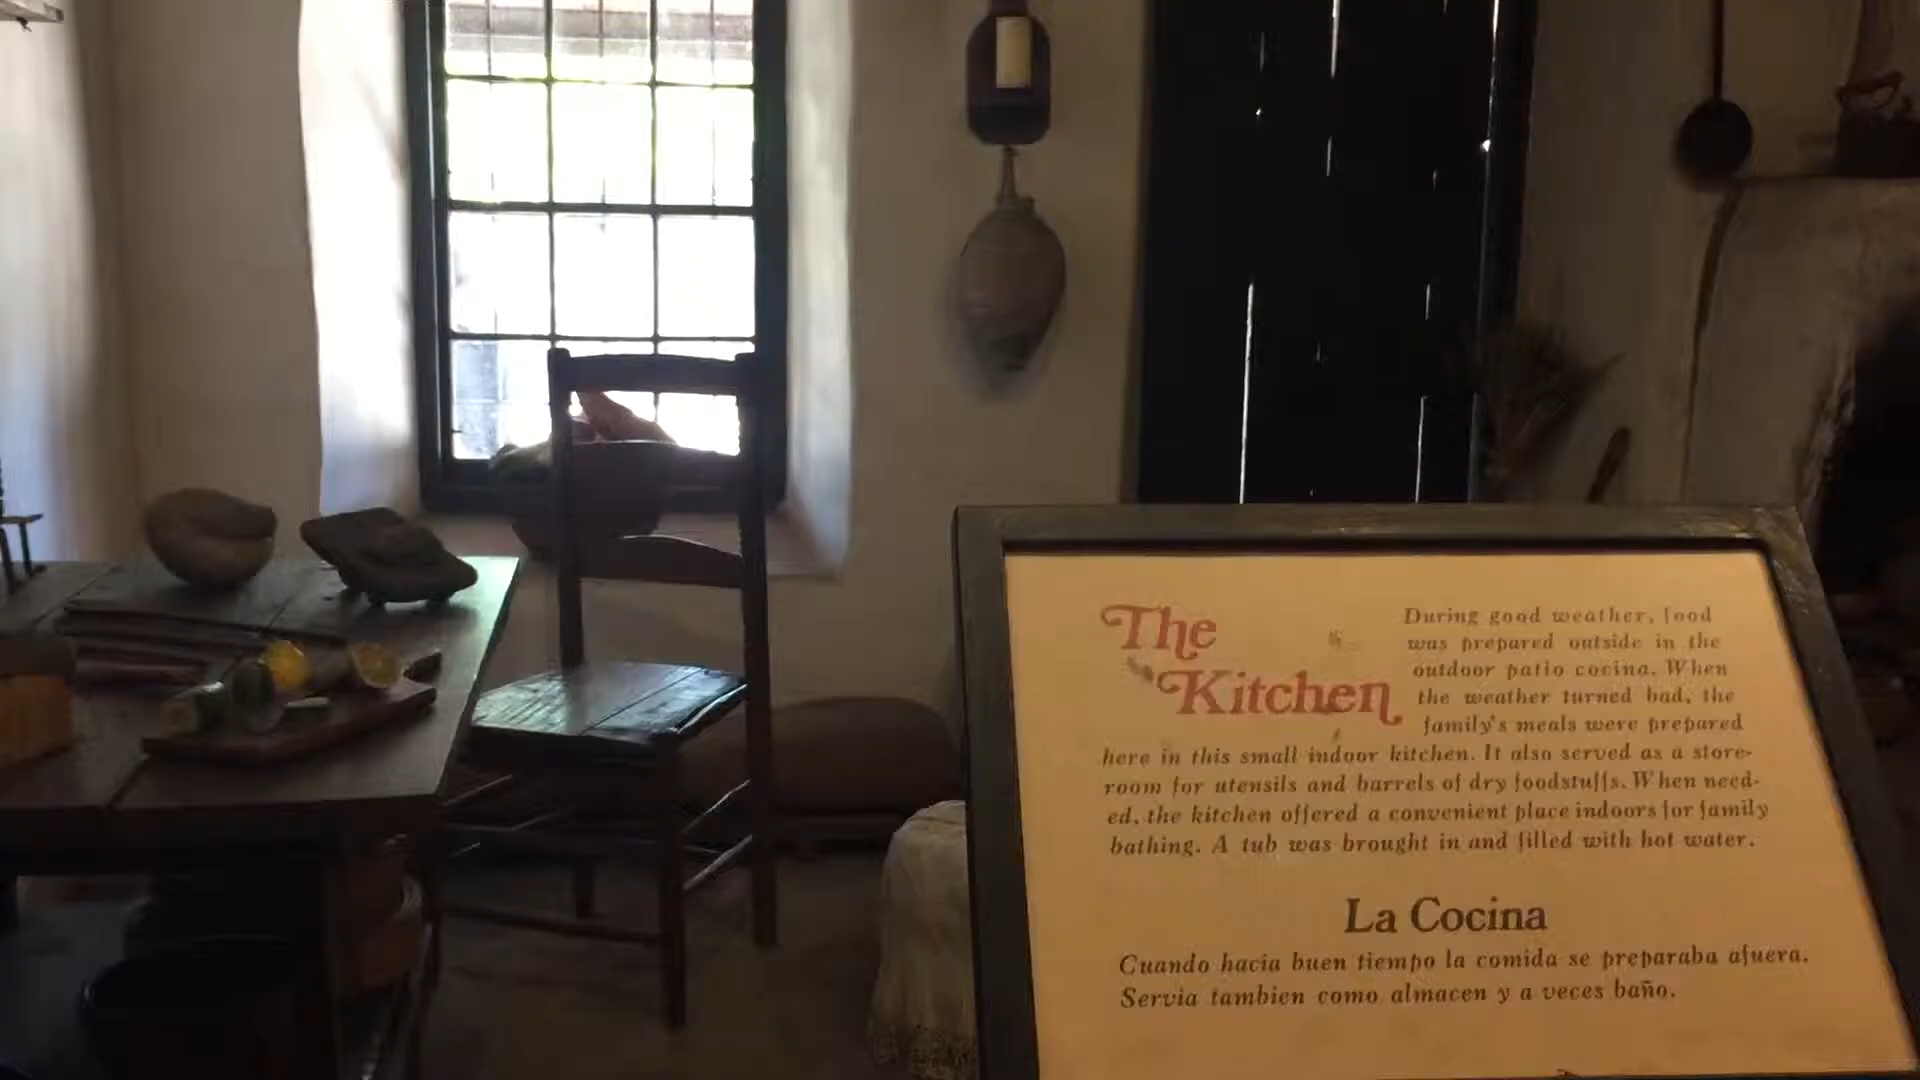 The
Kitchen
During good weather, food
was prepared outside in the
outdoor patio cocina. When
the weather turned bad, the
family's meals were prepared
here in this small indoor kitchen. It also served as a store-
room for utensils and barrels of dry foodstuffs. When need-
ed, the kitchen offered a convenient place indoors for family
bathing. A tub was brought in and filled with hot water.
La Cocina
Cuando hacia buen tiempo la comida se preparaba afuera.
Servia tambien como almacen y a veces baño.